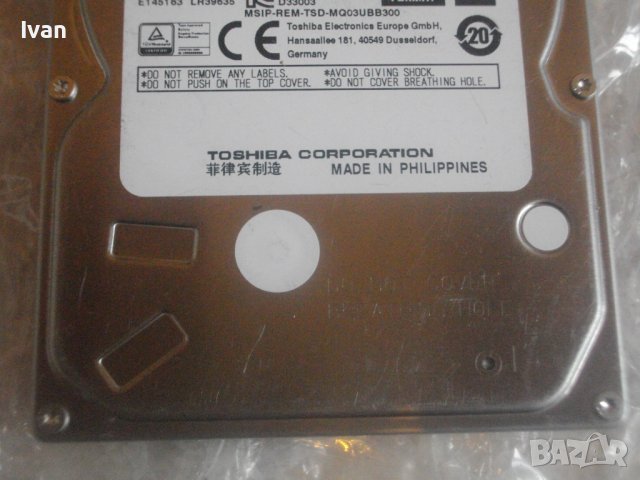 Ivan
E145163 LR39635
D33003
MSIP-REM-TSD-MQ03UBB300
Toshiba Electronics Europe GmbH,
Hansaallee 181, 40549 Dusseldorf,
Germany
20
*DO NOT REMOVE ANY LABELS. *AVOID GIVING SHOCK.
*DO NOT PUSH ON THE TOP COVER. *DO NOT COVER BREATHING HOLE.
TOSHIBA CORPORATION
菲律宾制造 MADE IN PHILIPPINES
BAZAR